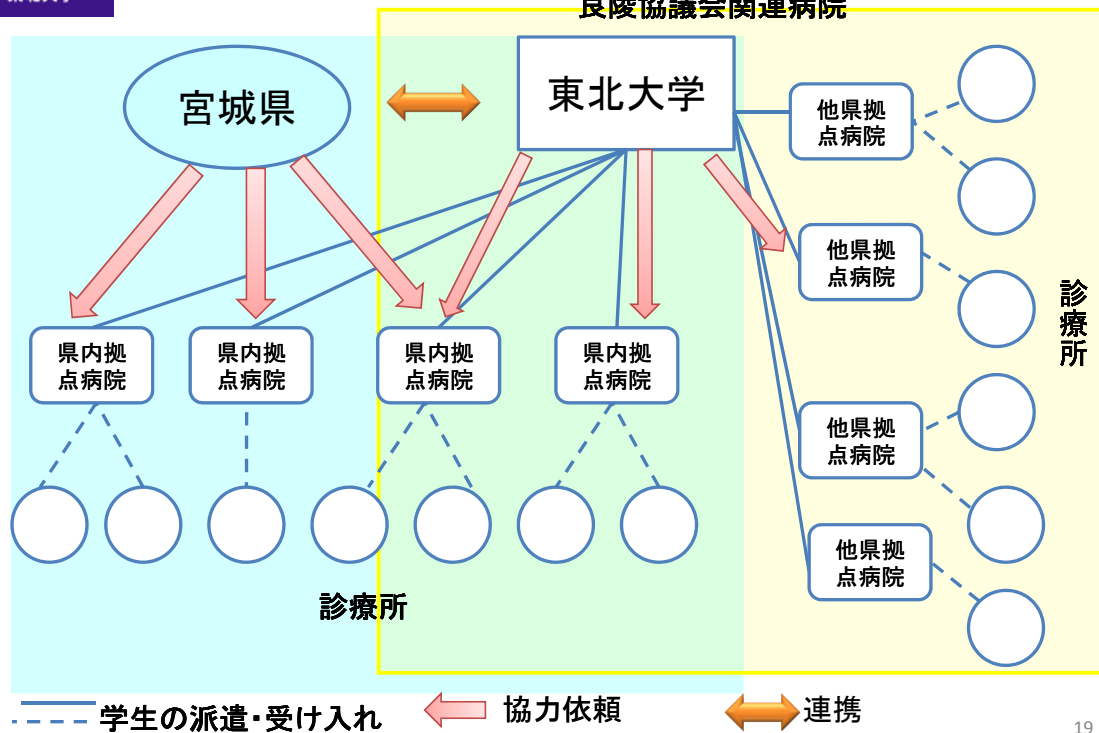 良陵協議会関連病院
宮城県
東北大学
他県拠
点病院
他県拠
点病院
診療所
県内拠
点病院
県内拠
点病院
県内拠
点病院
県内拠
点病院
他県拠
点病院
他県拠
点病院
診療所
学生の派遣・受け入れ
協力依頼
連携
19